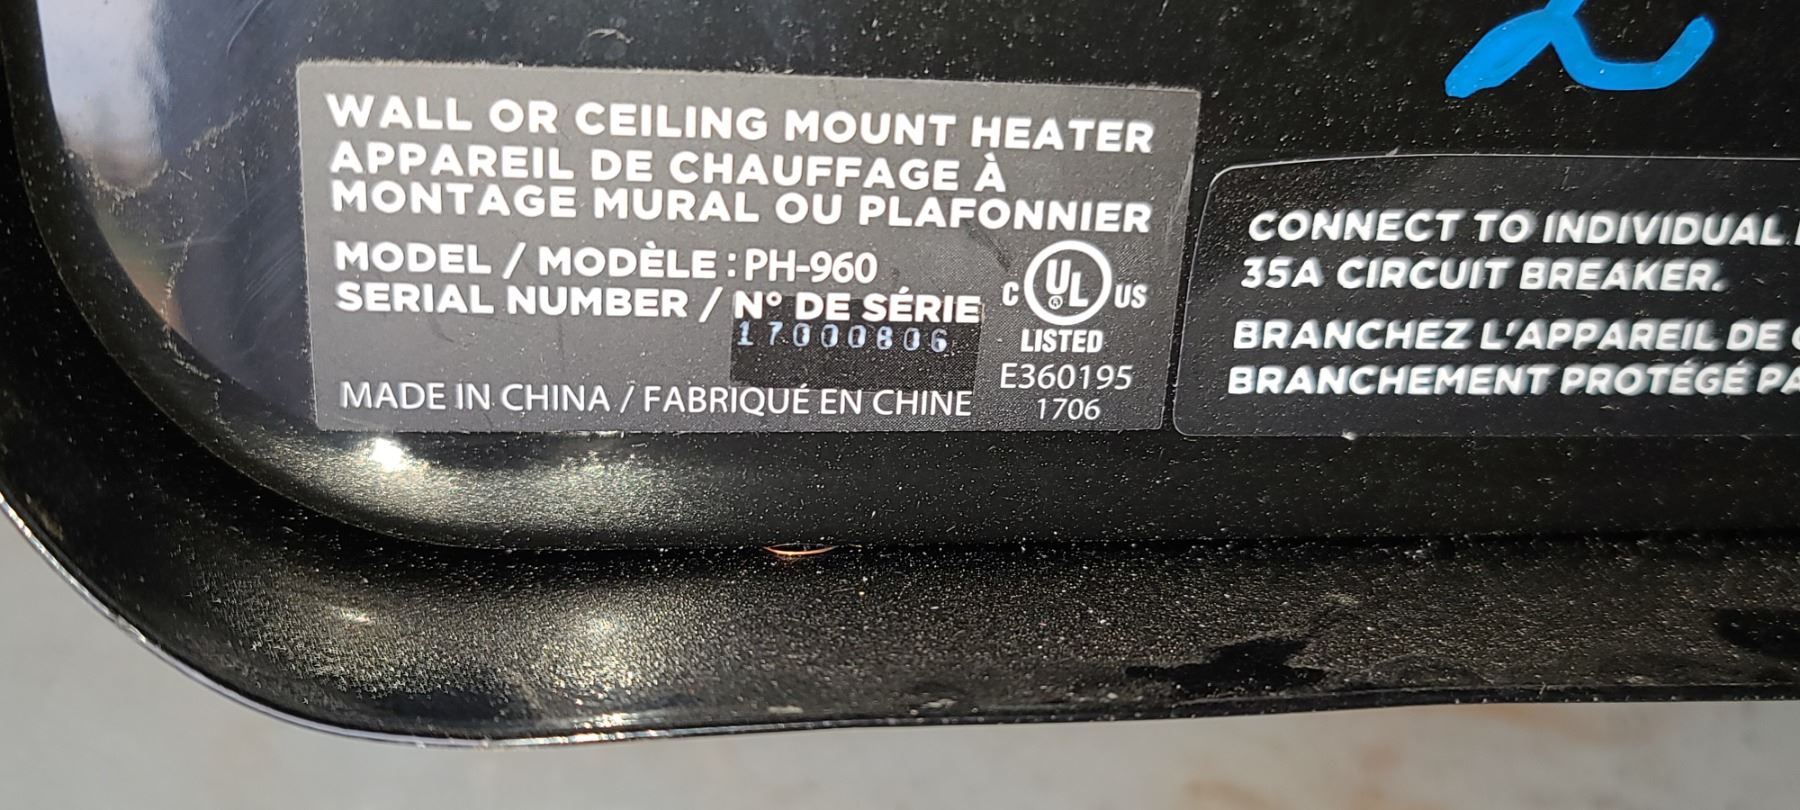 WALL OR CEILING MOUNT HEATER
APPAREIL DE CHAUFFAGE À
MONTAGE MURAL OU PLAFONNIER
MODEL / MODÈLE : PH-960
SERIAL NUMBER / N° DE SÉRIE
17000806
MADE IN CHINA / FABRIQUÉ EN CHINE
C UL® US
LISTED
E360195
1706
CONNECT TO INDIVIDUAL
35A CIRCUIT BREAKER.
BRANCHEZ L'APPAREIL DE
BRANCHEMENT PROTÉGÉ PA